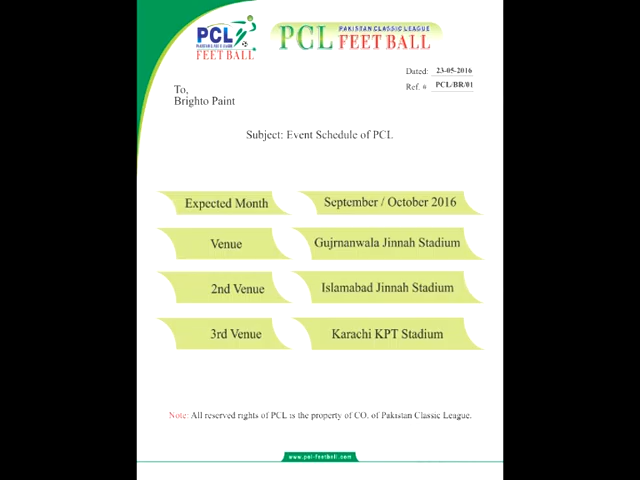 PCL
PAKISTAN CLASSIC LEAGUE
FEET BALL
PCL PAKISTAN CLASSIC LEAGUE
FEET BALL
Dated: 23-05-2016
Ref. # PCL/BR/01
To,
Brighto Paint
Subject: Event Schedule of PCL
Expected Month September / October 2016
Venue Gujrnanwala Jinnah Stadium
2nd Venue Islamabad Jinnah Stadium
3rd Venue Karachi KPT Stadium
Note: All reserved rights of PCL is the property of CO. of Pakistan Classic League.
www.pcl-feetball.com